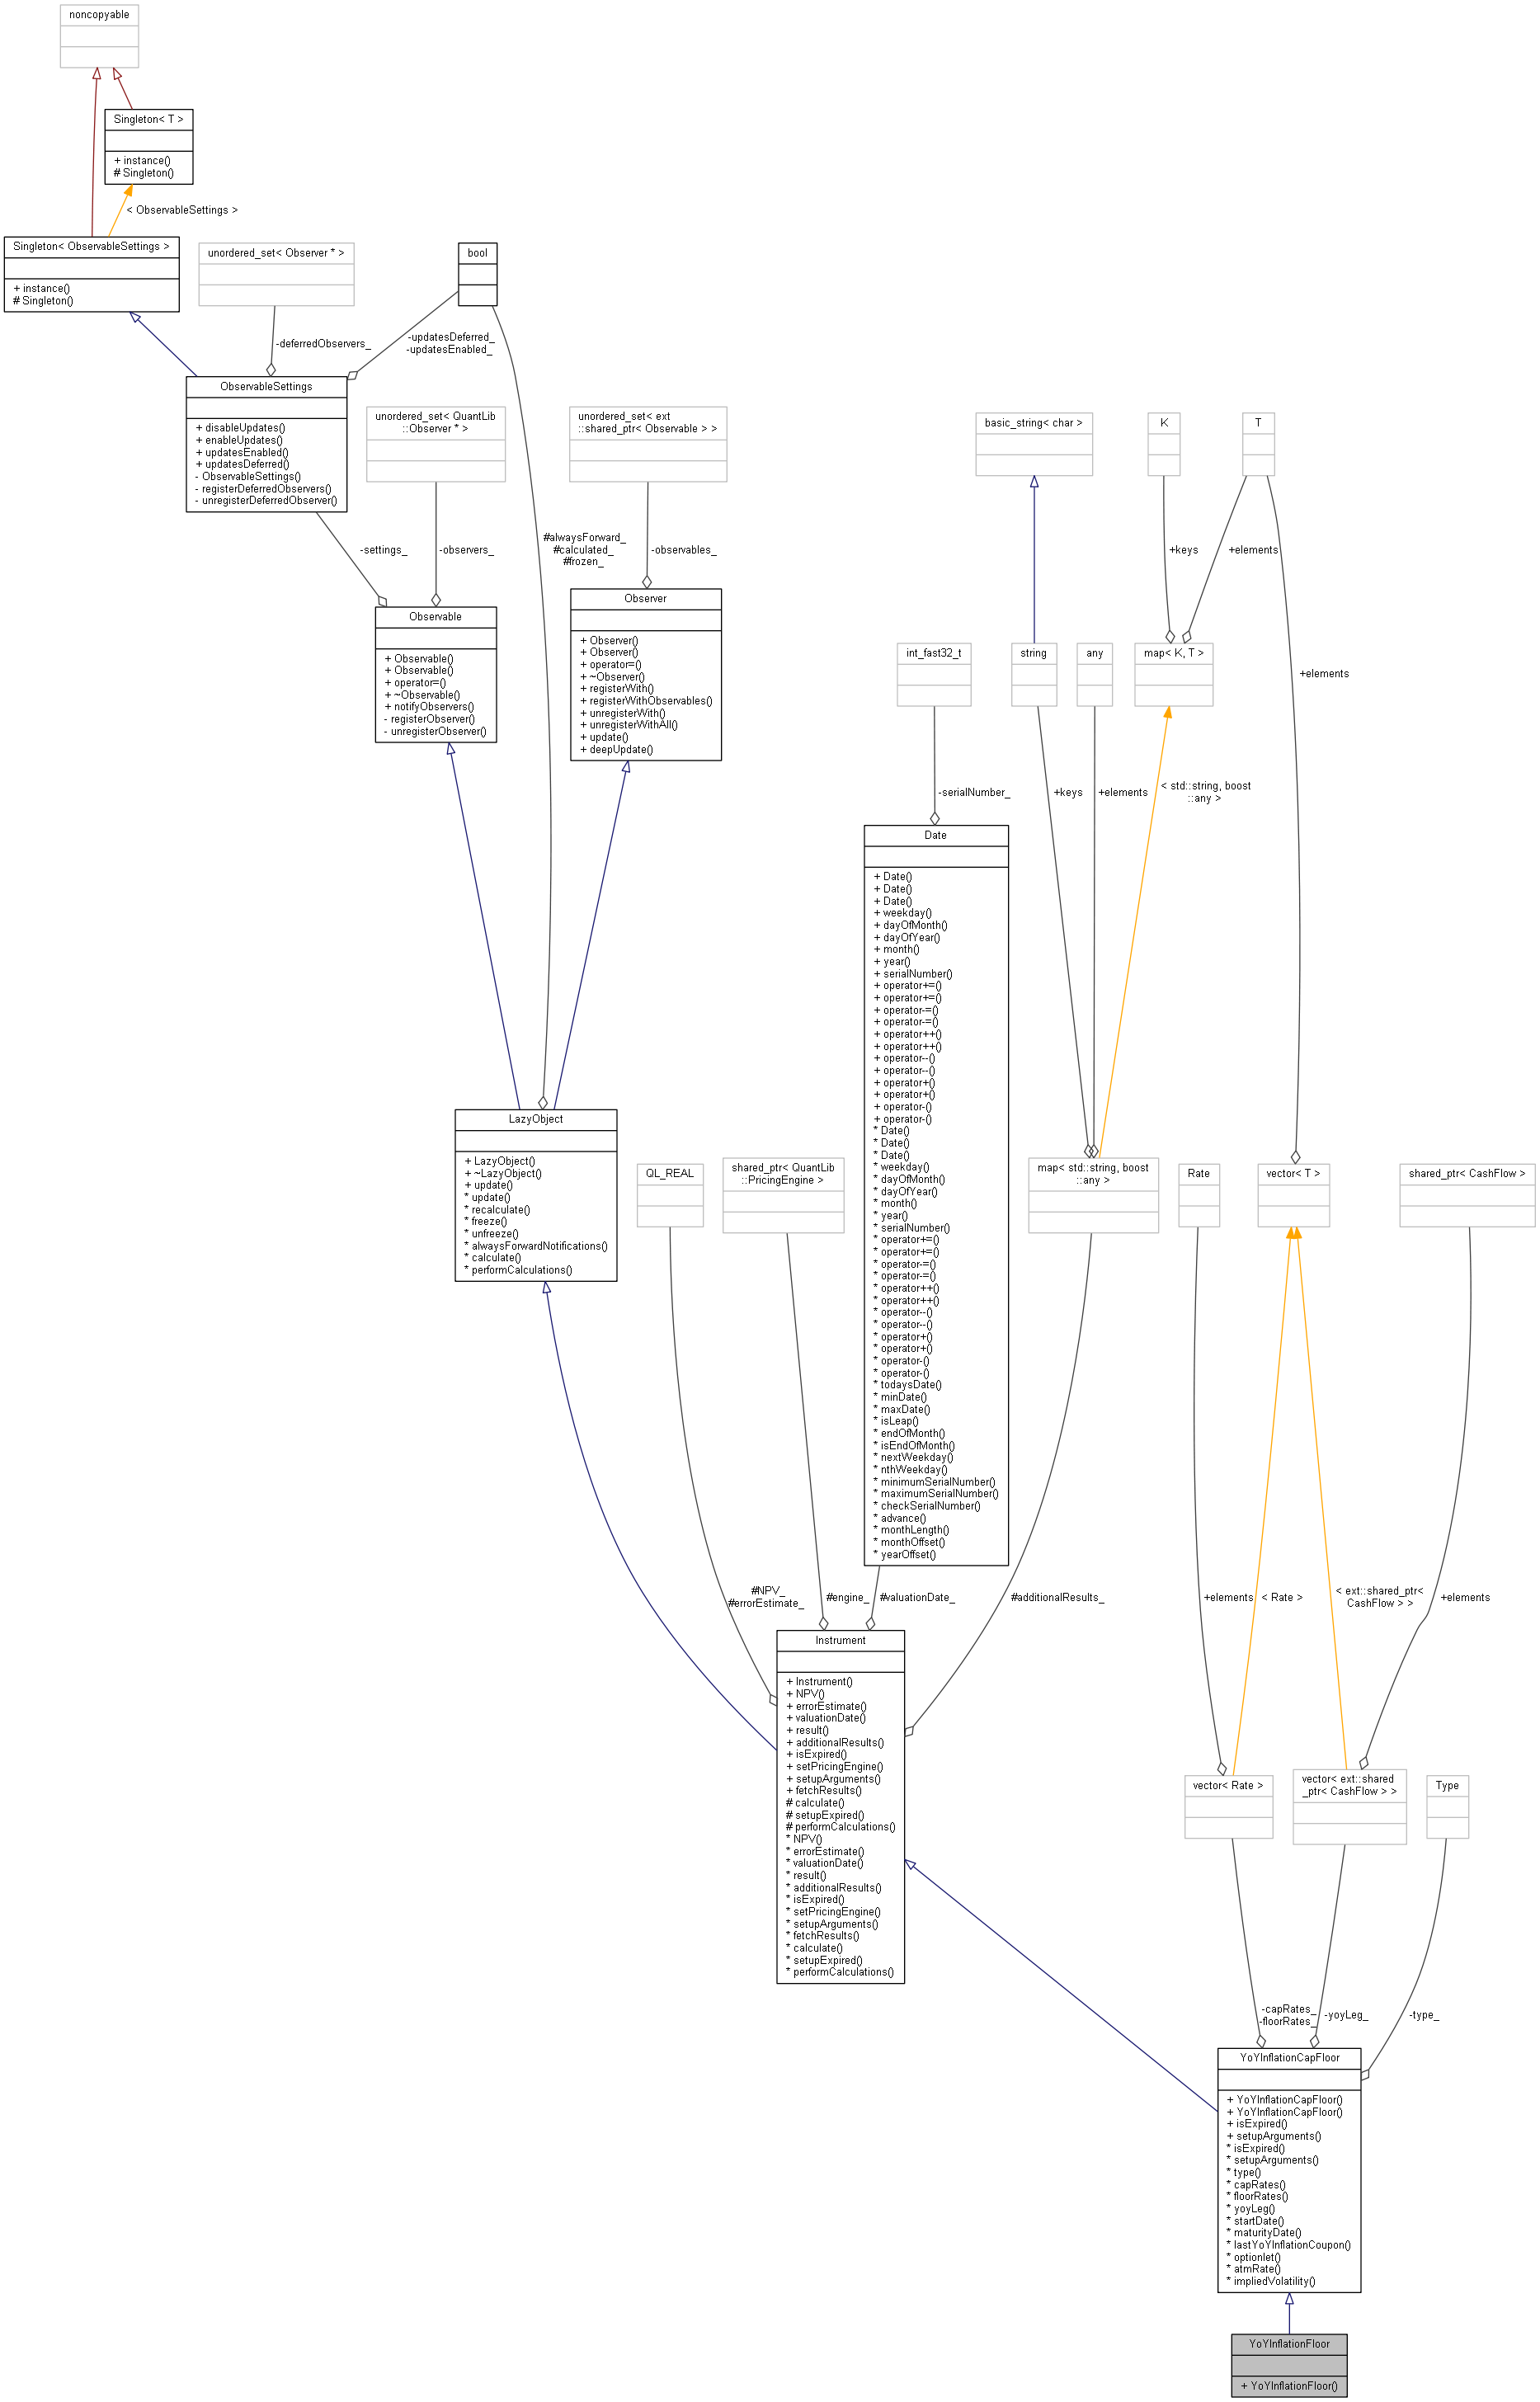 noncopyable
Singleton< T >
+ instance()
# Singleton()
< ObservableSettings >
Singleton< ObservableSettings >
+ instance()
# Singleton()
unordered_set< Observer * >
bool
-deferredObservers_
-updatesDeferred_
-updatesEnabled_
ObservableSettings
+ disableUpdates()
+ enableUpdates()
+ updatesEnabled()
+ updatesDeferred()
- ObservableSettings()
- registerDeferredObservers()
- unregisterDeferredObserver()
unordered_set< QuantLib
::Observer * >
unordered_set< ext
::shared_ptr< Observable > >
basic_string< char >
K
T
-settings_
-observers_
#alwaysForward_
#calculated_
#frozen_
-observables_
+keys
+elements
Observable
+ Observable()
+ Observable()
+ operator=()
+ ~Observable()
+ notifyObservers()
- registerObserver()
- unregisterObserver()
Observer
+ Observer()
+ Observer()
+ operator=()
+ ~Observer()
+ registerWith()
+ registerWithObservables()
+ unregisterWith()
+ unregisterWithAll()
+ update()
+ deepUpdate()
int_fast32_t
string
any
map< K, T >
+elements
-serialNumber_
+keys
+elements
< std::string, boost
::any >
Date
+ Date()
+ Date()
+ Date()
+ weekday()
+ dayOfMonth()
+ dayOfYear()
+ month()
+ year()
+ serialNumber()
+ operator+=()
+ operator+=()
+ operator-=()
+ operator-=()
+ operator++()
+ operator++()
+ operator--()
+ operator--()
+ operator+()
+ operator+()
+ operator-()
+ operator-()
* Date()
* Date()
* Date()
* weekday()
* dayOfMonth()
* dayOfYear()
* month()
* year()
* serialNumber()
* operator+=()
* operator+=()
* operator-=()
* operator-=()
* operator++()
* operator++()
* operator--()
* operator--()
* operator+()
* operator+()
* operator-()
* operator-()
* todaysDate()
* minDate()
* maxDate()
* isLeap()
* endOfMonth()
* isEndOfMonth()
* nextWeekday()
* nthWeekday()
* minimumSerialNumber()
* maximumSerialNumber()
* checkSerialNumber()
* advance()
* monthLength()
* monthOffset()
* yearOffset()
LazyObject
+ LazyObject()
+ ~LazyObject()
+ update()
* update()
* recalculate()
* freeze()
* unfreeze()
* alwaysForwardNotifications()
* calculate()
* performCalculations()
QL_REAL
shared_ptr< QuantLib
::PricingEngine >
map< std::string, boost
::any >
Rate
vector< T >
shared_ptr< CashFlow >
#NPV_
#errorEstimate_
#engine_
#valuationDate_
#additionalResults_
+elements
< Rate >
< ext::shared_ptr<
CashFlow > >
+elements
Instrument
+ Instrument()
+ NPV()
+ errorEstimate()
+ valuationDate()
+ result()
+ additionalResults()
+ isExpired()
+ setPricingEngine()
+ setupArguments()
+ fetchResults()
# calculate()
# setupExpired()
# performCalculations()
* NPV()
* errorEstimate()
* valuationDate()
* result()
* additionalResults()
* isExpired()
* setPricingEngine()
* setupArguments()
* fetchResults()
* calculate()
* setupExpired()
* performCalculations()
vector< Rate >
vector< ext::shared
_ptr< CashFlow > >
Type
-capRates_
-floorRates_
-yoyLeg_
-type_
YoYInflationCapFloor
+ YoYInflationCapFloor()
+ YoYInflationCapFloor()
+ isExpired()
+ setupArguments()
* isExpired()
* setupArguments()
* type()
* capRates()
* floorRates()
* yoyLeg()
* startDate()
* maturityDate()
* lastYoYInflationCoupon()
* optionlet()
* atmRate()
* impliedVolatility()
YoYInflationFloor
+ YoYInflationFloor()